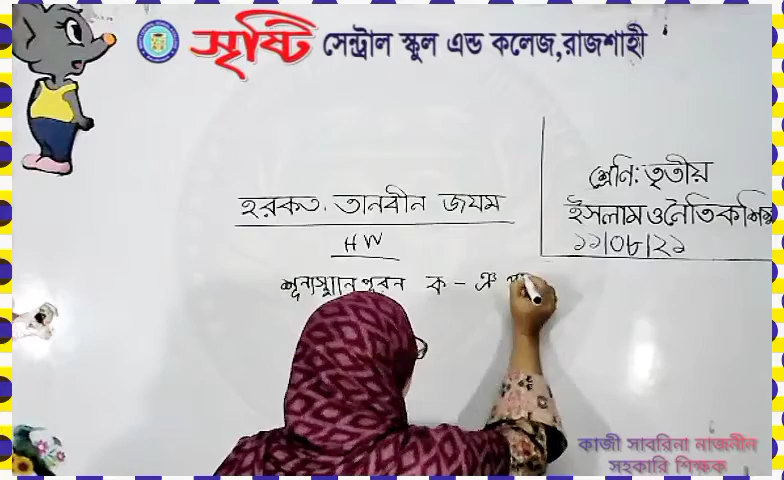 সৃষ্টি সেন্ট্রাল স্কুল এন্ড কলেজ,রাজশাহী
শ্রেনি: তৃতীয়
ইসলাম ও নৈতিক শিক্ষা
১১/০৮/২১
হরকত, তানবীন জযম
HW
শূন্যস্থান পূরন ক - ঞ
কাজী সাবরিনা নাজনীন
সহকারি শিক্ষক